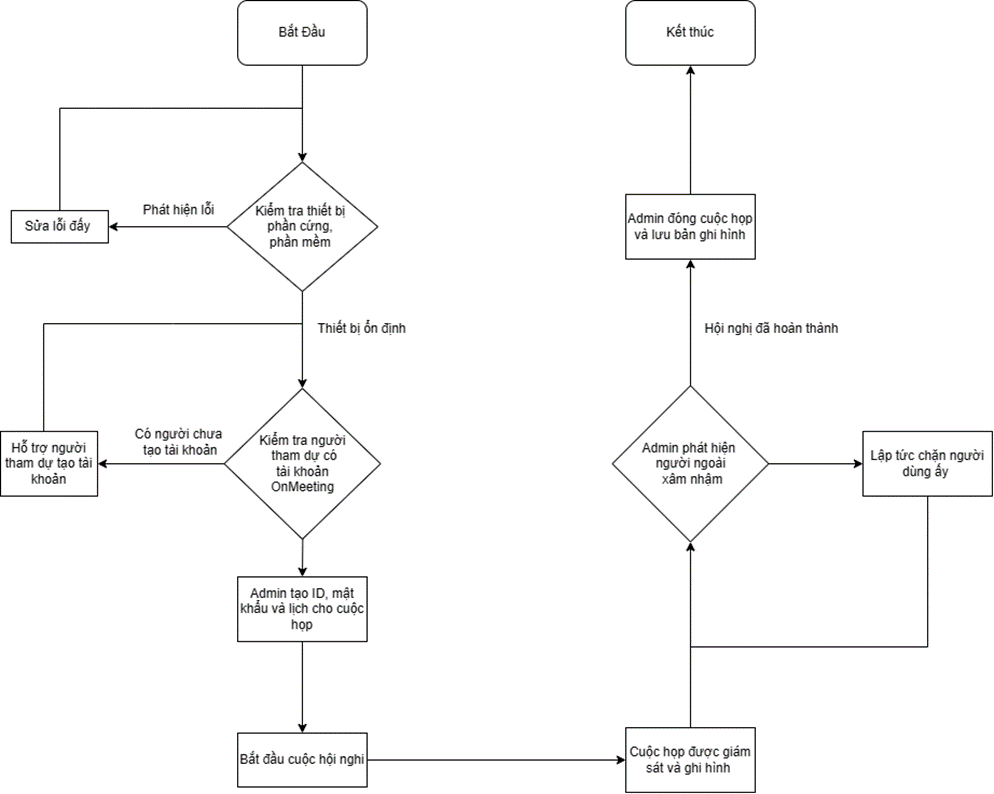 Bắt Đầu
Phát hiện lỗi
Kiểm tra thiết bị
phần cứng,
phần mềm
Sửa lỗi đấy
Thiết bị ổn định
Có người chưa
tạo tài khoản
Kiểm tra người
tham dự có
tài khoản
OnMeeting
Hỗ trợ người
tham dự tạo tài
khoản
Admin tạo ID, mật
khẩu và lịch cho cuộc
họp
Bắt đầu cuộc hội nghi
Cuộc họp được giám
sát và ghi hình
Admin phát hiện
người ngoài
xâm nhậm
Lập tức chặn người
dùng ấy
Hội nghị đã hoàn thành
Admin đóng cuộc họp
và lưu bản ghi hình
Kết thúc